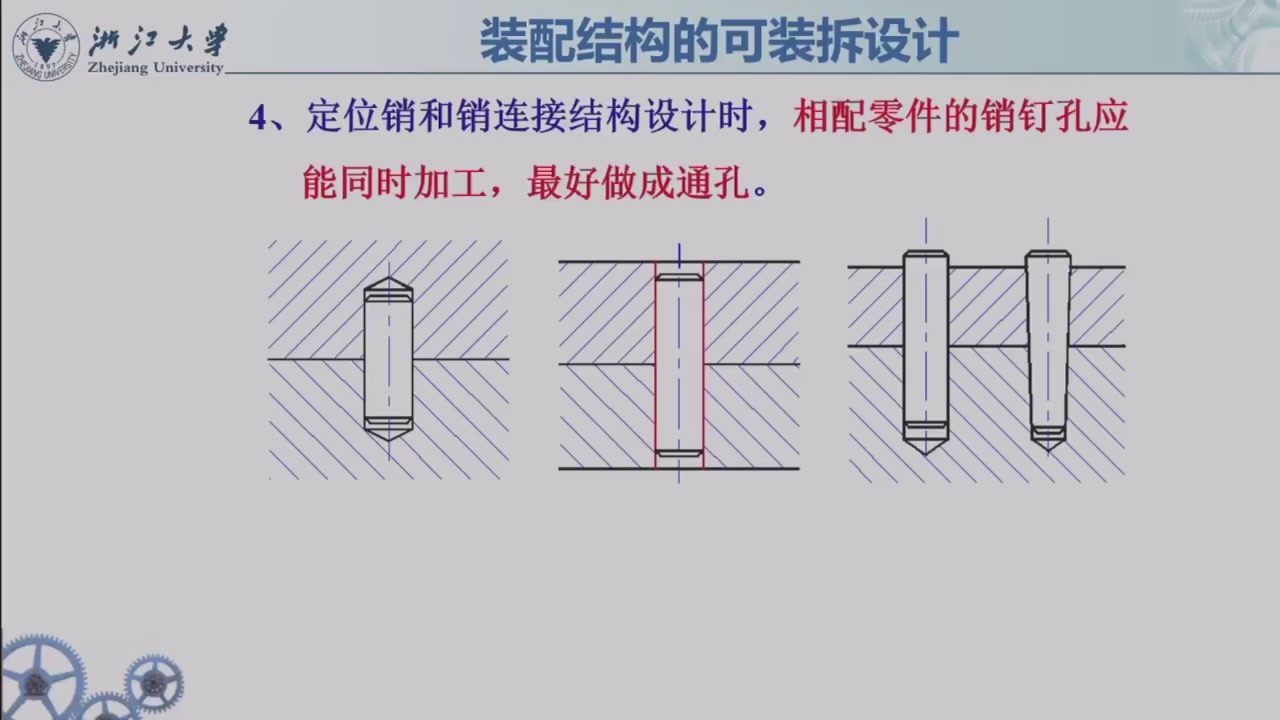 浙江大学
Zhejiang University
装配结构的可装拆设计
4、定位销和销连接结构设计时，相配零件的销钉孔应
能同时加工，最好做成通孔。